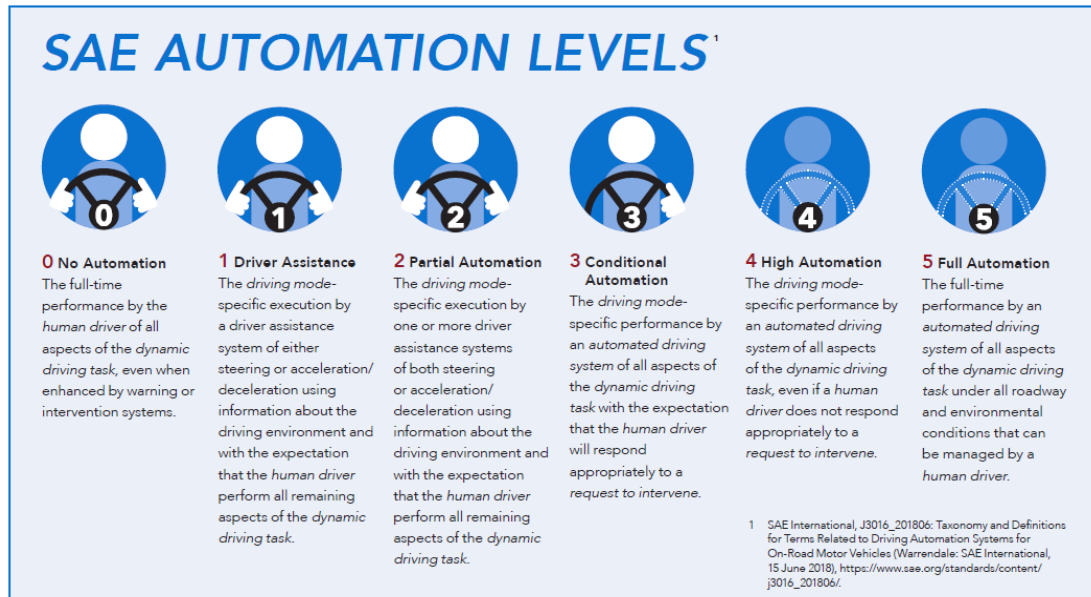 SAE AUTOMATION LEVELS¹
0
1
2
3
4
5
0 No Automation
The full-time
performance by the
human driver of all
aspects of the dynamic
driving task, even when
enhanced by warning or
intervention systems.
1 Driver Assistance
The driving mode-
specific execution by
a driver assistance
system of either
steering or acceleration/
deceleration using
information about the
driving environment and
with the expectation
that the human driver
perform all remaining
aspects of the dynamic
driving task.
2 Partial Automation
The driving mode-
specific execution by
one or more driver
assistance systems
of both steering
or acceleration/
deceleration using
information about the
driving environment and
with the expectation
that the human driver
perform all remaining
aspects of the dynamic
driving task.
3 Conditional
Automation
The driving mode-
specific performance by
an automated driving
system of all aspects of
the dynamic driving
task with the expectation
that the human driver
will respond
appropriately to a
request to intervene.
4 High Automation
The driving mode-
specific performance by
an automated driving
system of all aspects
of the dynamic driving
task, even if a human
driver does not respond
appropriately to a
request to intervene.
5 Full Automation
The full-time
performance by an
automated driving
system of all aspects
of the dynamic driving
task under all roadway
and environmental
conditions that can
be managed by a
human driver.
1 SAE International, J3016_201806: Taxonomy and Definitions
for Terms Related to Driving Automation Systems for
On-Road Motor Vehicles (Warrendale: SAE International,
15 June 2018), https://www.sae.org/standards/content/
j3016_201806/.